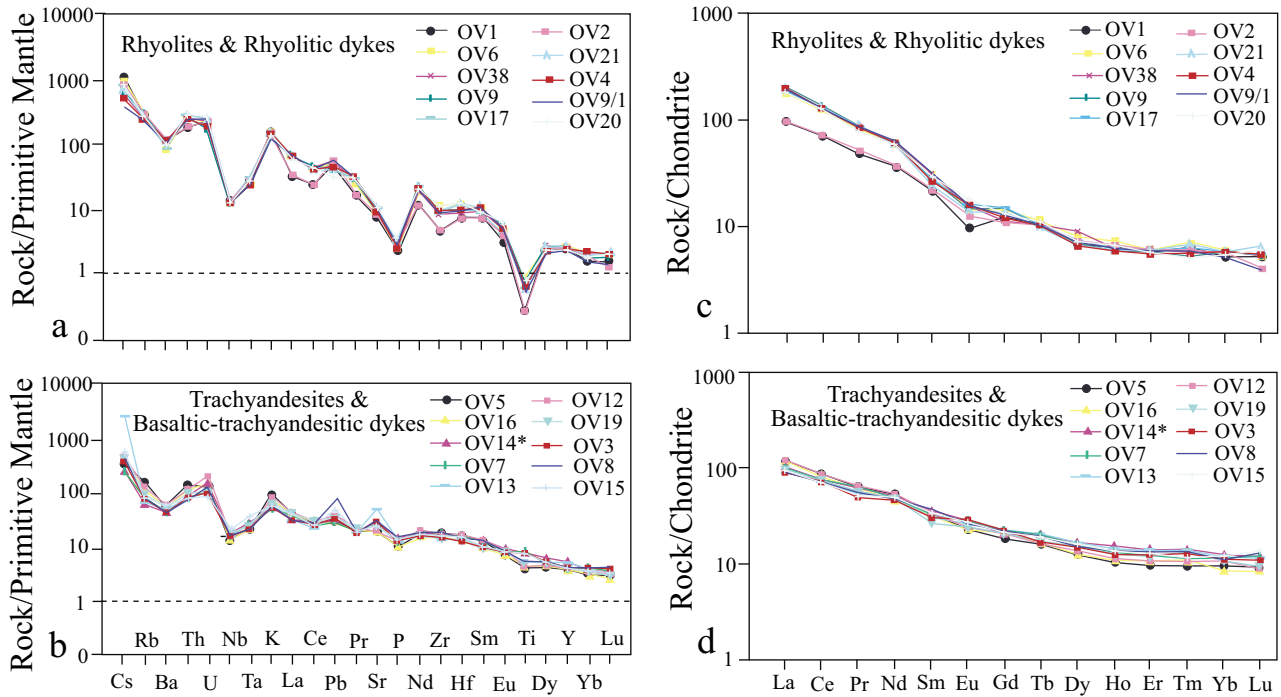 Rock/Primitive Mantle
10000
1000
100
10
1
0
a
Rhyolites & Rhyolitic dykes
OV1
OV6
OV38
OV9
OV17
OV2
OV21
OV4
OV9/1
OV20
Rock/Chondrite
1000
100
10
1
c
Rhyolites & Rhyolitic dykes
OV1
OV6
OV38
OV9
OV17
OV2
OV21
OV4
OV9/1
OV20
Rock/Primitive Mantle
10000
1000
100
10
1
0
b
Trachyandesites &
Basaltic-trachyandesitic dykes
OV5
OV16
OV14*
OV7
OV13
OV12
OV19
OV3
OV8
OV15
Rb Th Nb K Ce Pr P Zr Sm Ti Y Lu
Cs Ba U Ta La Pb Sr Nd Hf Eu Dy Yb
Rock/Chondrite
1000
100
10
1
d
Trachyandesites &
Basaltic-trachyandesitic dykes
OV5
OV16
OV14*
OV7
OV13
OV12
OV19
OV3
OV8
OV15
La Ce Pr Nd Sm Eu Gd Tb Dy Ho Er Tm Yb Lu